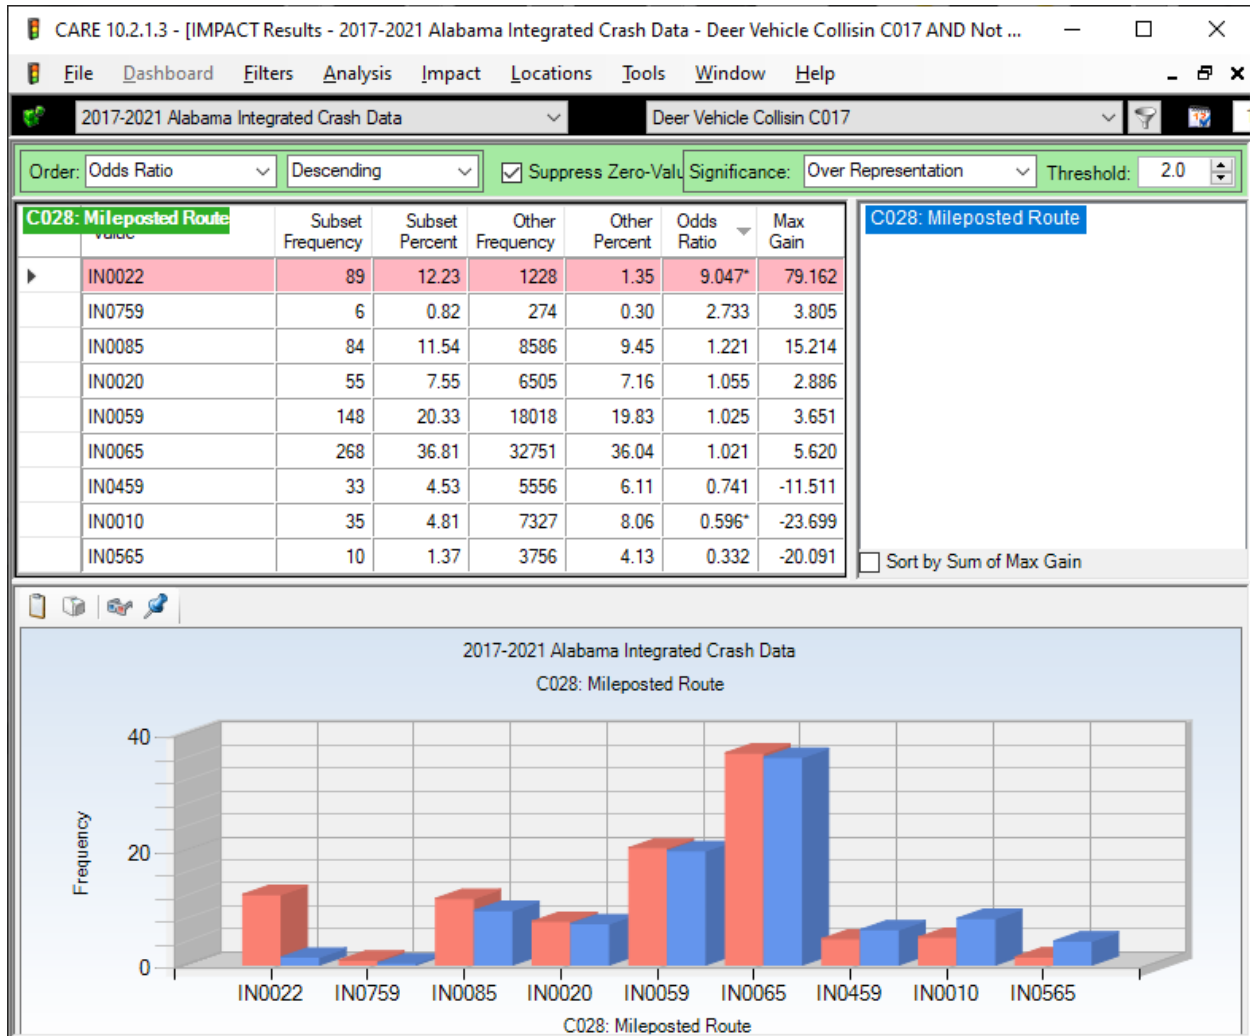 CARE 10.2.1.3 - [IMPACT Results - 2017-2021 Alabama Integrated Crash Data - Deer Vehicle Collisin C017 AND Not ...
File Dashboard Filters Analysis Impact Locations Tools Window Help
2017-2021 Alabama Integrated Crash Data Deer Vehicle Collisin C017
Order: Odds Ratio Descending Suppress Zero-Valu Significance: Over Representation Threshold: 2.0
C028: Mileposted Route Subset Frequency Subset Percent Other Frequency Other Percent Odds Ratio Max Gain
IN0022 89 12.23 1228 1.35 9.047* 79.162
IN0759 6 0.82 274 0.30 2.733 3.805
IN0085 84 11.54 8586 9.45 1.221 15.214
IN0020 55 7.55 6505 7.16 1.055 2.886
IN0059 148 20.33 18018 19.83 1.025 3.651
IN0065 268 36.81 32751 36.04 1.021 5.620
IN0459 33 4.53 5556 6.11 0.741 -11.511
IN0010 35 4.81 7327 8.06 0.596* -23.699
IN0565 10 1.37 3756 4.13 0.332 -20.091
C028: Mileposted Route
Sort by Sum of Max Gain
2017-2021 Alabama Integrated Crash Data
C028: Mileposted Route
40
20
0
Frequency
IN0022 IN0759 IN0085 IN0020 IN0059 IN0065 IN0459 IN0010 IN0565
C028: Mileposted Route